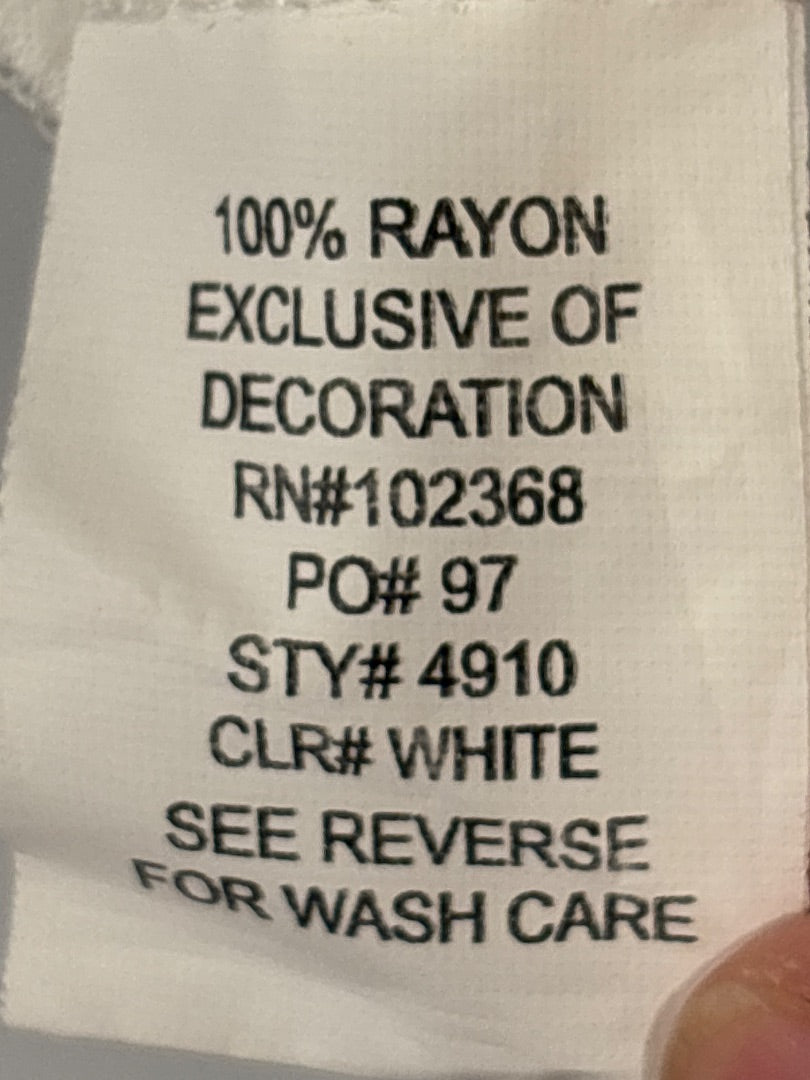 100% RAYON
EXCLUSIVE OF
DECORATION
RN#102368
PO# 97
STY# 4910
CLR# WHITE
SEE REVERSE
FOR WASH CARE